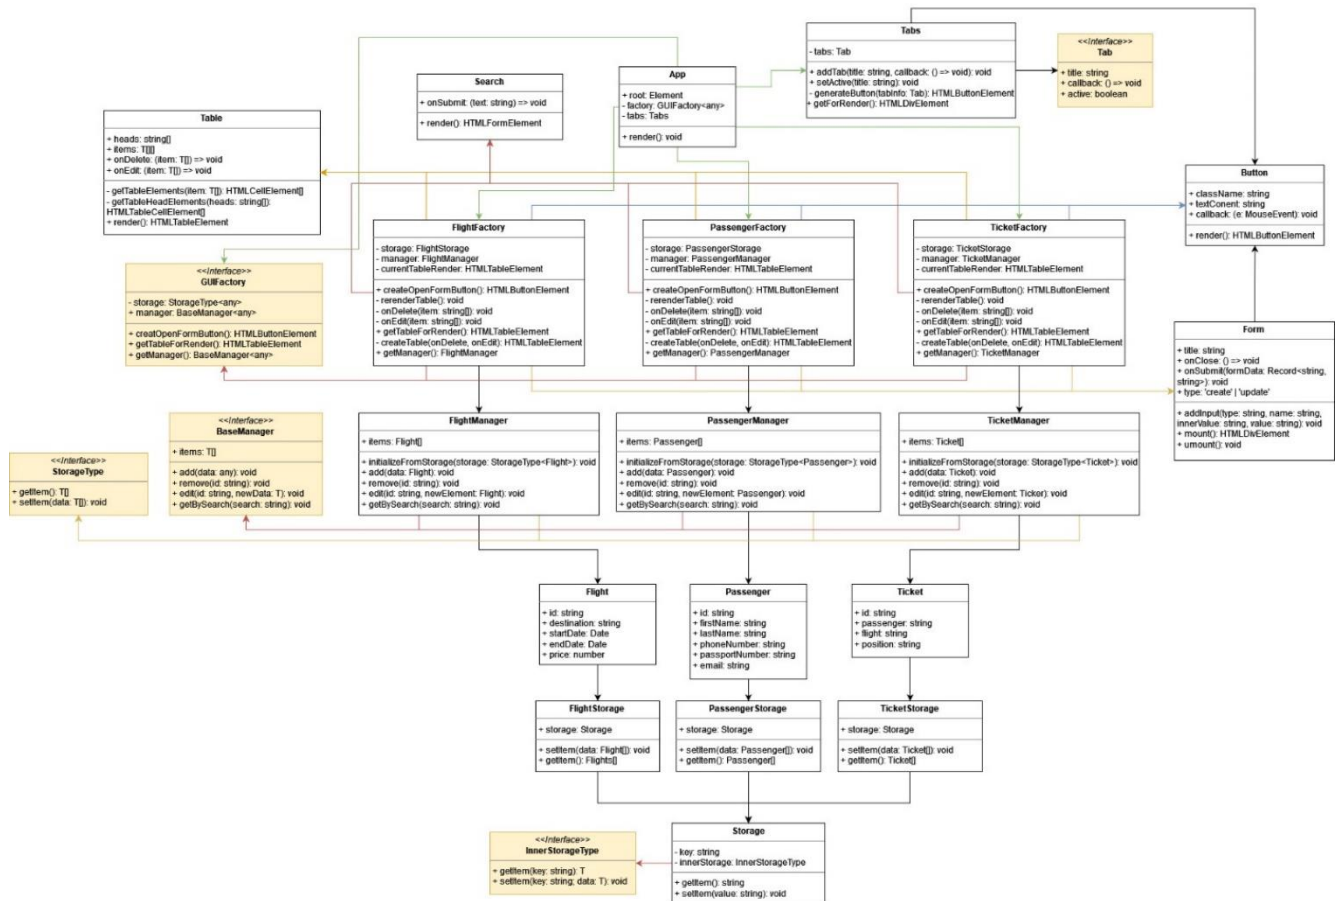 Tabs
- tabs: Tab
+ addTab(title: string, callback: () => void): void
+ setActive(title: string): void
- generateButton(tabInfo: Tab): HTMLButtonElement
+ getForRender(): HTMLDivElement
<<Interface>>
Tab
+ title: string
+ callback: () => void
+ active: boolean
App
+ root: Element
- factory: GUIFactory<any>
- tabs: Tabs
+ render(): void
Search
+ onSubmit: (text: string) => void
+ render(): HTMLFormElement
Table
+ heads: string[]
+ items: T[][]
+ onDelete: (item: T[]) => void
+ onEdit: (item: T[]) => void
- getTableElements(item: T[]): HTMLCellElement[]
- getTableHeadElements(heads: string[]):
HTMLTableCellElement[]
+ render(): HTMLTableElement
Button
+ className: string
+ textConent: string
+ callback: (e: MouseEvent): void
+ render(): HTMLButtonElement
<<Interface>>
GUIFactory
- storage: StorageType<any>
+ manager: BaseManager<any>
+ creatOpenFormButton(): HTMLButtonElement
+ getTableForRender(): HTMLTableElement
+ getManager(): BaseManager<any>
FlightFactory
- storage: FlightStorage
- manager: FlightManager
- currentTableRender: HTMLTableElement
+ createOpenFormButton(): HTMLButtonElement
- rerenderTable(): void
- onDelete(item: string[]): void
- onEdit(item: string[]): void
+ getTableForRender(): HTMLTableElement
- createTable(onDelete, onEdit): HTMLTableElement
+ getManager(): FlightManager
PassengerFactory
- storage: PassengerStorage
- manager: PassengerManager
- currentTableRender: HTMLTableElement
+ createOpenFormButton(): HTMLButtonElement
- rerenderTable(): void
- onDelete(item: string[]): void
- onEdit(item: string[]): void
+ getTableForRender(): HTMLTableElement
- createTable(onDelete, onEdit): HTMLTableElement
+ getManager(): PassengerManager
TicketFactory
- storage: TicketStorage
- manager: TicketManager
- currentTableRender: HTMLTableElement
+ createOpenFormButton(): HTMLButtonElement
- rerenderTable(): void
- onDelete(item: string[]): void
- onEdit(item: string[]): void
+ getTableForRender(): HTMLTableElement
- createTable(onDelete, onEdit): HTMLTableElement
+ getManager(): TicketManager
Form
+ title: string
+ onClose: () => void
+ onSubmit(formData: Record<string,
string>): void
+ type: 'create' | 'update'
+ addInput(type: string, name: string,
innerValue: string, value: string): void
+ mount(): HTMLDivElement
+ umount(): void
<<Interface>>
StorageType
+ getItem(): T[]
+ setItem(data: T[]): void
<<Interface>>
BaseManager
+ items: T[]
+ add(data: any): void
+ remove(id: string): void
+ edit(id: string, newData: T): void
+ getBySearch(search: string): void
FlightManager
+ items: Flight[]
+ initializeFromStorage(storage: StorageType<Flight>): void
+ add(data: Flight): void
+ remove(id: string): void
+ edit(id: string, newElement: Flight): void
+ getBySearch(search: string): void
PassengerManager
+ items: Passenger[]
+ initializeFromStorage(storage: StorageType<Passenger>): void
+ add(data: Passenger): void
+ remove(id: string): void
+ edit(id: string, newElement: Passenger): void
+ getBySearch(search: string): void
TicketManager
+ items: Ticket[]
+ initializeFromStorage(storage: StorageType<Ticket>): void
+ add(data: Ticket): void
+ remove(id: string): void
+ edit(id: string, newElement: Ticker): void
+ getBySearch(search: string): void
Flight
+ id: string
+ destination: string
+ startDate: Date
+ endDate: Date
+ price: number
Passenger
+ id: string
+ firstName: string
+ lastName: string
+ phoneNumber: string
+ passportNumber: string
+ email: string
Ticket
+ id: string
+ passenger: string
+ flight: string
+ position: string
FlightStorage
+ storage: Storage
+ setItem(data: Flight[]): void
+ getItem(): Flights[]
PassengerStorage
+ storage: Storage
+ setItem(data: Passenger[]): void
+ getItem(): Passenger[]
TicketStorage
+ storage: Storage
+ setItem(data: Ticket[]): void
+ getItem(): Ticket[]
<<Interface>>
InnerStorageType
+ getItem(key: string): T
+ setItem(key: string; data: T): void
Storage
- key: string
- innerStorage: InnerStorageType
+ getItem(): string
+ setItem(value: string): void